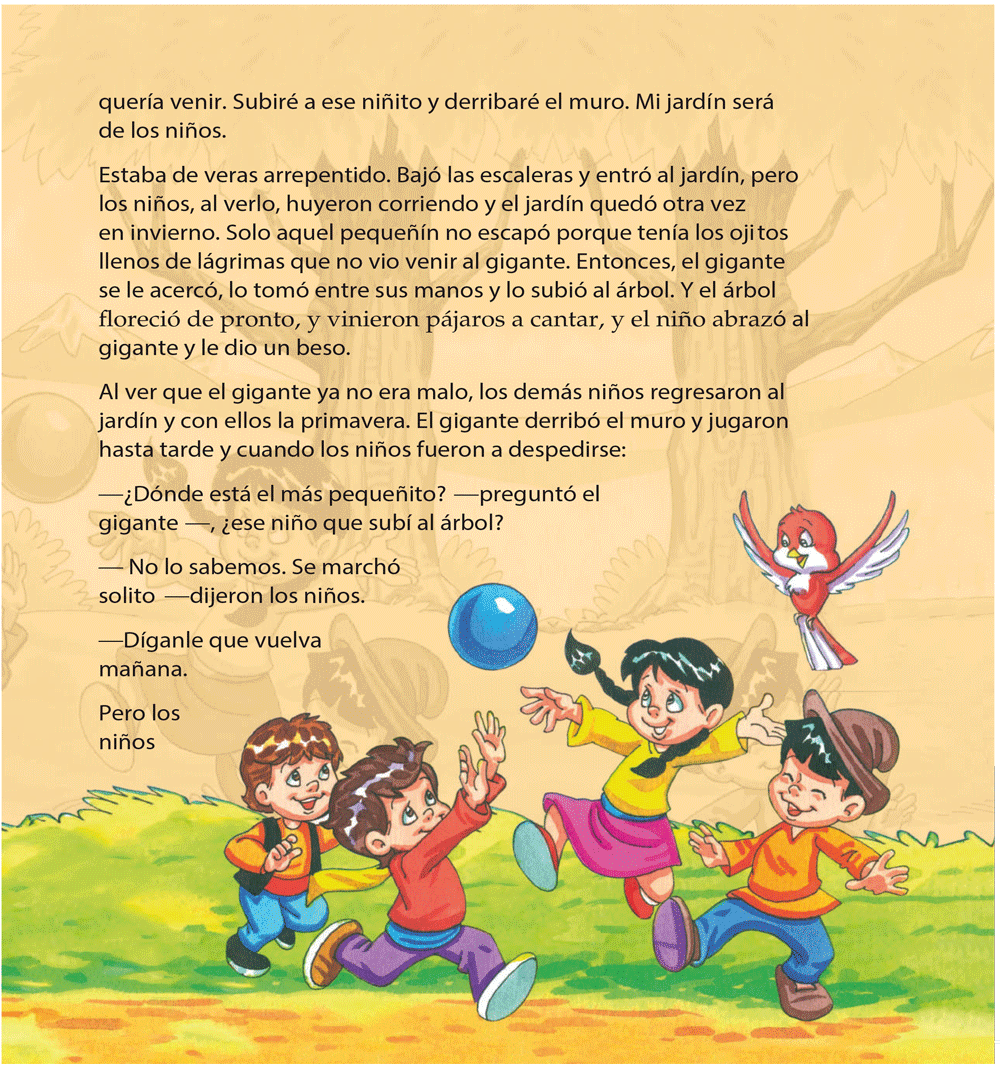 quería venir. Subiré a ese niñito y derribaré el muro. Mi jardín será
de los niños.
Estaba de veras arrepentido. Bajó las escaleras y entró al jardín, pero
los niños, al verlo, huyeron corriendo y el jardín quedó otra vez
en invierno. Solo aquel pequeñín no escapó porque tenía los ojitos
llenos de lágrimas que no vio venir al gigante. Entonces, el gigante
se le acercó, lo tomó entre sus manos y lo subió al árbol. Y el árbol
floreció de pronto, y vinieron pájaros a cantar, y el niño abrazó al
gigante y le dio un beso.
Al ver que el gigante ya no era malo, los demás niños regresaron al
jardín y con ellos la primavera. El gigante derribó el muro y jugaron
hasta tarde y cuando los niños fueron a despedirse:
—¿Dónde está el más pequeñito? —preguntó el
gigante —, ¿ese niño que subí al árbol?
— No lo sabemos. Se marchó
solito —dijeron los niños.
—Díganle que vuelva
mañana.
Pero los
niños